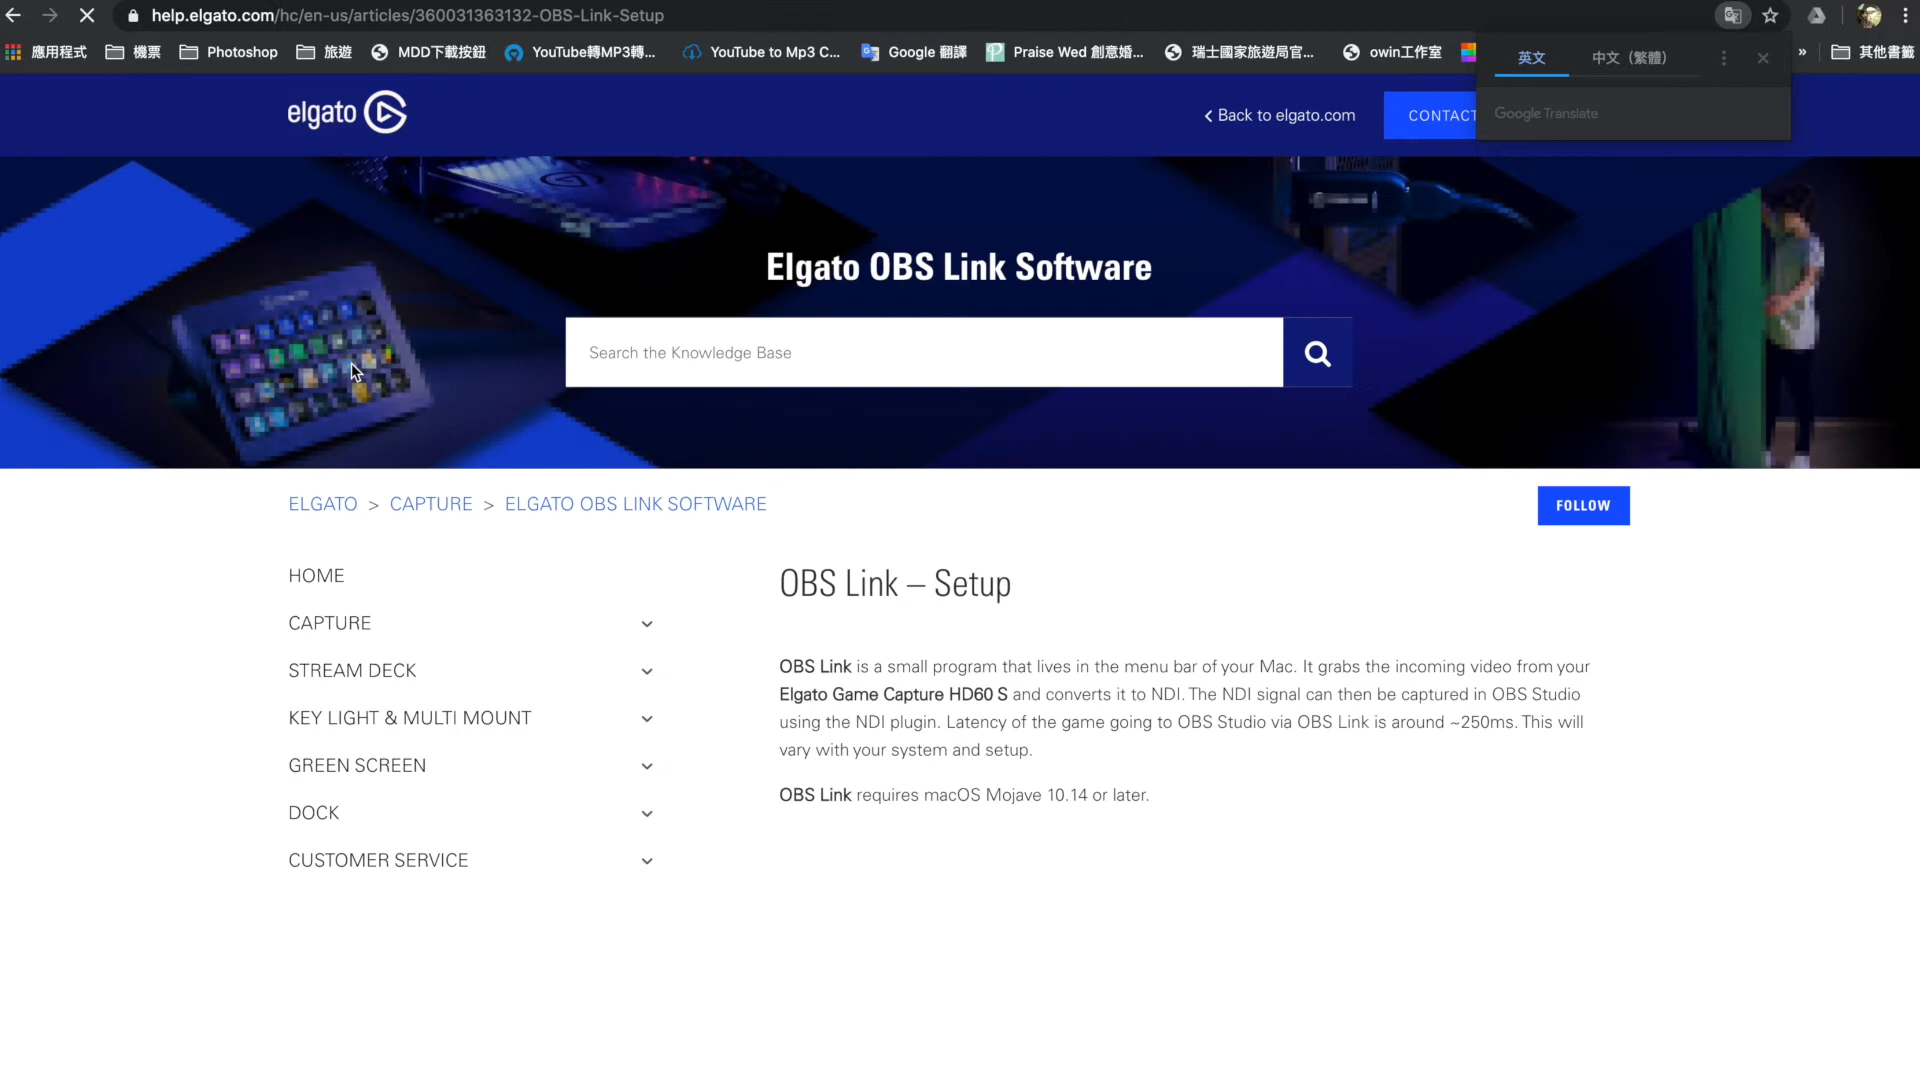 help.elgato.com/hc/en-us/articles/360031363132-OBS-Link-Setup
應用程式 機票 Photoshop 旅遊 MDD下載按鈕 YouTube轉MP3轉... YouTube to Mp3 C... Google 翻譯 Praise Wed 創意婚... 瑞士國家旅遊局官... owin工作室 » 其他書籤
英文 中文（繁體）
Google Translate
elgato
Back to elgato.com
CONTACT
Elgato OBS Link Software
Search the Knowledge Base
ELGATO > CAPTURE > ELGATO OBS LINK SOFTWARE
FOLLOW
HOME
CAPTURE
STREAM DECK
KEY LIGHT & MULTI MOUNT
GREEN SCREEN
DOCK
CUSTOMER SERVICE
OBS Link – Setup
OBS Link is a small program that lives in the menu bar of your Mac. It grabs the incoming video from your
Elgato Game Capture HD60 S and converts it to NDI. The NDI signal can then be captured in OBS Studio
using the NDI plugin. Latency of the game going to OBS Studio via OBS Link is around ~250ms. This will
vary with your system and setup.
OBS Link requires macOS Mojave 10.14 or later.